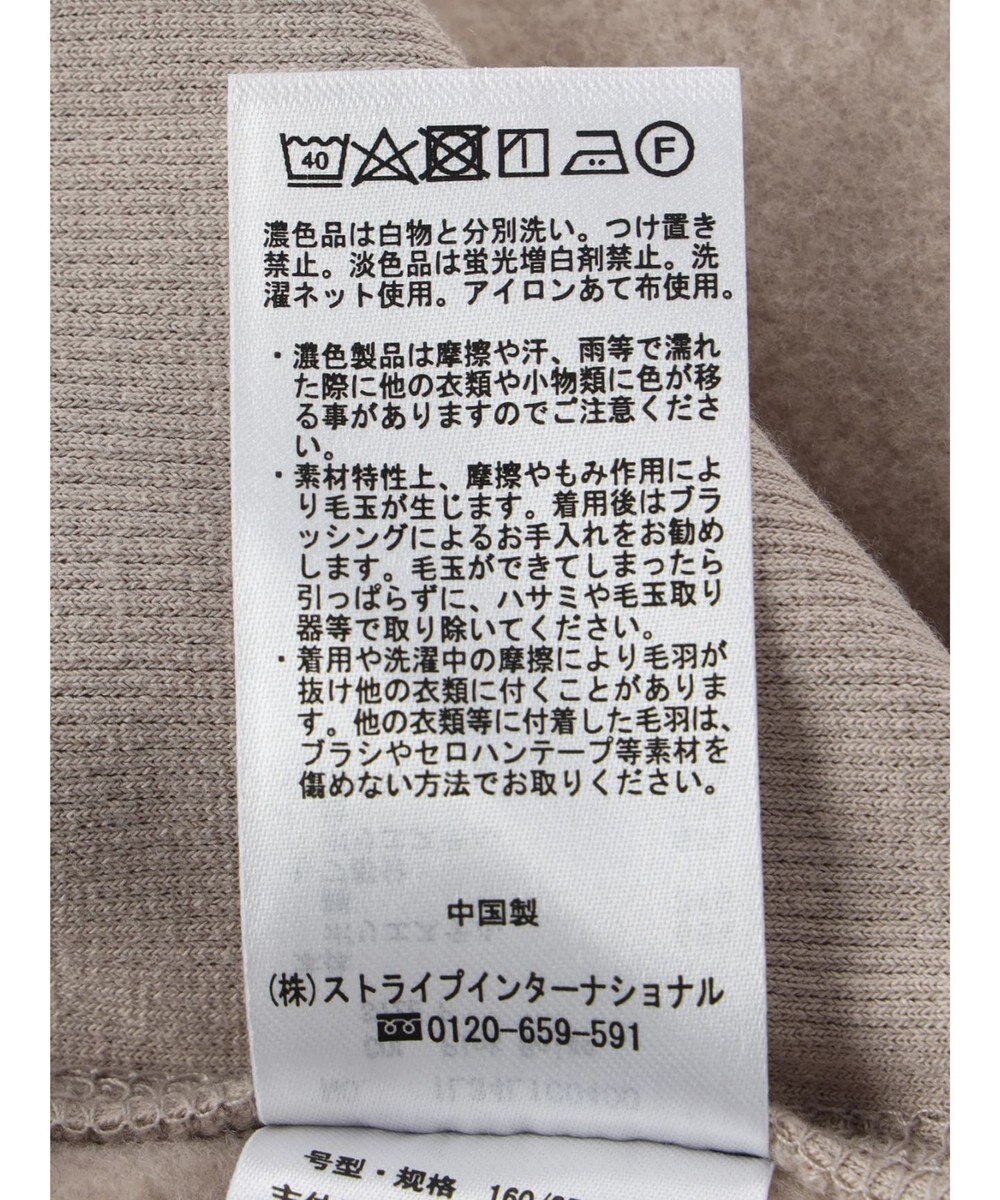 40
F
濃色品は白物と分別洗い。つけ置き
禁止。淡色品は蛍光増白剤禁止。洗
濯ネット使用。アイロンあて布使用。
・濃色製品は摩擦や汗、雨等で濡れ
た際に他の衣類や小物類に色が移
る事がありますのでご注意くださ
い。
・素材特性上、摩擦やもみ作用によ
り毛玉が生じます。着用後はブラ
ッシングによるお手入れをお勧め
します。毛玉ができてしまったら
引っぱらずに、ハサミや毛玉取り
器等で取り除いてください。
・着用や洗濯中の摩擦により毛羽が
抜け他の衣類に付くことがありま
す。他の衣類等に付着した毛羽は、
ブラシやセロハンテープ等素材を
傷めない方法でお取りください。
中国製
(株)ストライプインターナショナル
0120-659-591
号型・规格 160/